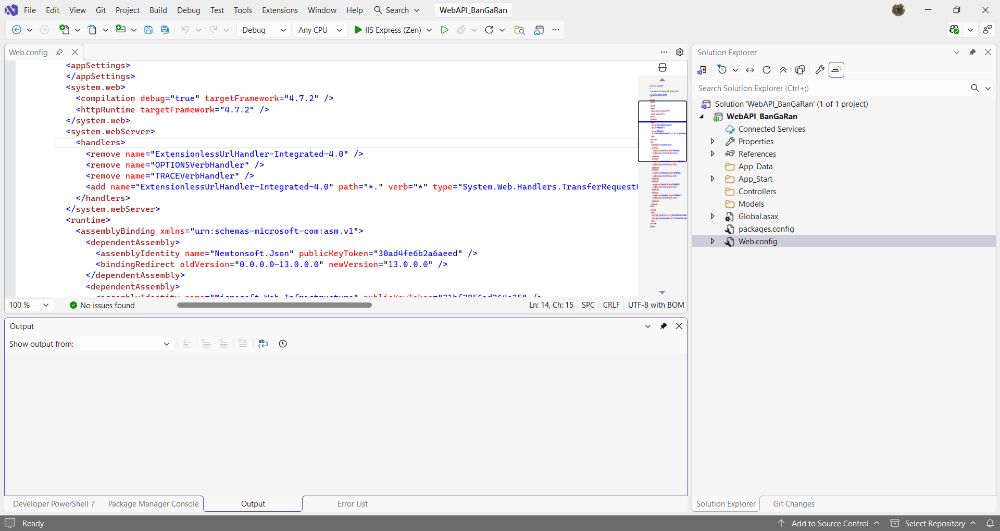 File Edit View Git Project Build Debug Test Tools Extensions Window Help Search WebAPI_BanGaRan
Debug Any CPU IIS Express (Zen)
Web.config
<appSettings>
</appSettings>
<system.web>
<compilation debug="true" targetFramework="4.7.2" />
<httpRuntime targetFramework="4.7.2" />
</system.web>
<system.webServer>
<handlers>
<remove name="ExtensionlessUrlHandler-Integrated-4.0" />
<remove name="OPTIONSVerbHandler" />
<remove name="TRACEVerbHandler" />
<add name="ExtensionlessUrlHandler-Integrated-4.0" path="*." verb="*" type="System.Web.Handlers.TransferRequestH
</handlers>
</system.webServer>
<runtime>
<assemblyBinding xmlns="urn:schemas-microsoft-com:asm.v1">
<dependentAssembly>
<assemblyIdentity name="Newtonsoft.Json" publicKeyToken="30ad4fe6b2a6aeed" />
<bindingRedirect oldVersion="0.0.0.0-13.0.0.0" newVersion="13.0.0.0" />
</dependentAssembly>
<dependentAssembly>
<assemblyIdentity name="Microsoft.Web.Infrastructure" publicKeyToken="31bf3856ad364e35" />
100 % No issues found Ln: 14, Ch: 15 SPC CRLF UTF-8 with BOM
Output
Show output from:
Developer PowerShell 7 Package Manager Console Output Error List
Solution Explorer
Search Solution Explorer (Ctrl+;)
Solution 'WebAPI_BanGaRan' (1 of 1 project)
WebAPI_BanGaRan
Connected Services
Properties
References
App_Data
App_Start
Controllers
Models
Global.asax
packages.config
Web.config
Solution Explorer Git Changes
Ready Add to Source Control Select Repository